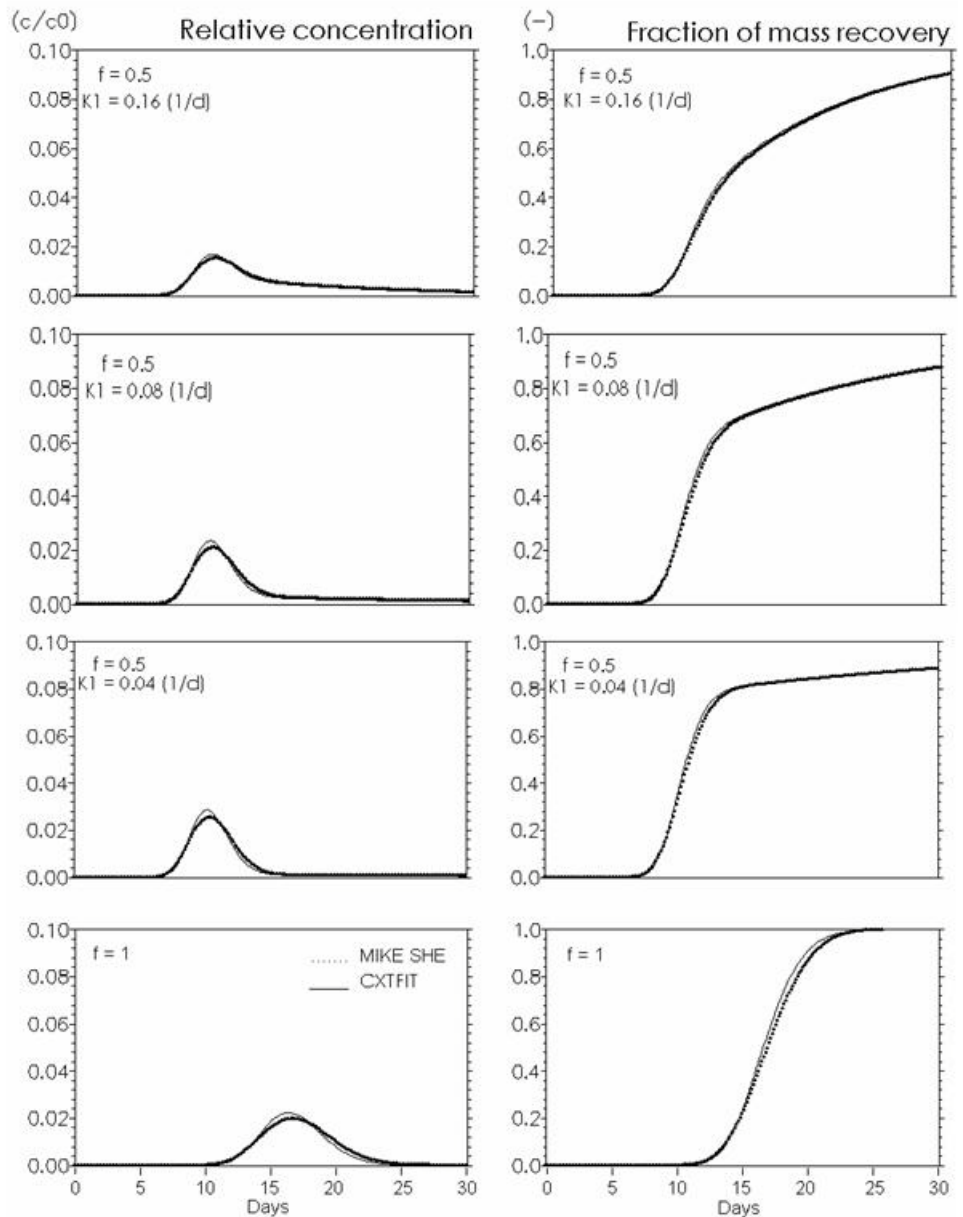 (c/c0) Relative concentration (-) Fraction of mass recovery
0.10 1.0
f = 0.5 f = 0.5
K1 = 0.16 (1/d) K1 = 0.16 (1/d)
0.08 0.8
0.06 0.6
0.04 0.4
0.02 0.2
0.00 0.0
0.10 1.0
f = 0.5 f = 0.5
K1 = 0.08 (1/d) K1 = 0.08 (1/d)
0.08 0.8
0.06 0.6
0.04 0.4
0.02 0.2
0.00 0.0
0.10 1.0
f = 0.5 f = 0.5
K1 = 0.04 (1/d) K1 = 0.04 (1/d)
0.08 0.8
0.06 0.6
0.04 0.4
0.02 0.2
0.00 0.0
0.10 1.0
f = 1 MIKE SHE f = 1
CXTFIT
0.08 0.8
0.06 0.6
0.04 0.4
0.02 0.2
0.00 0.0
0 5 10 15 20 25 30 0 5 10 15 20 25 30
Days Days